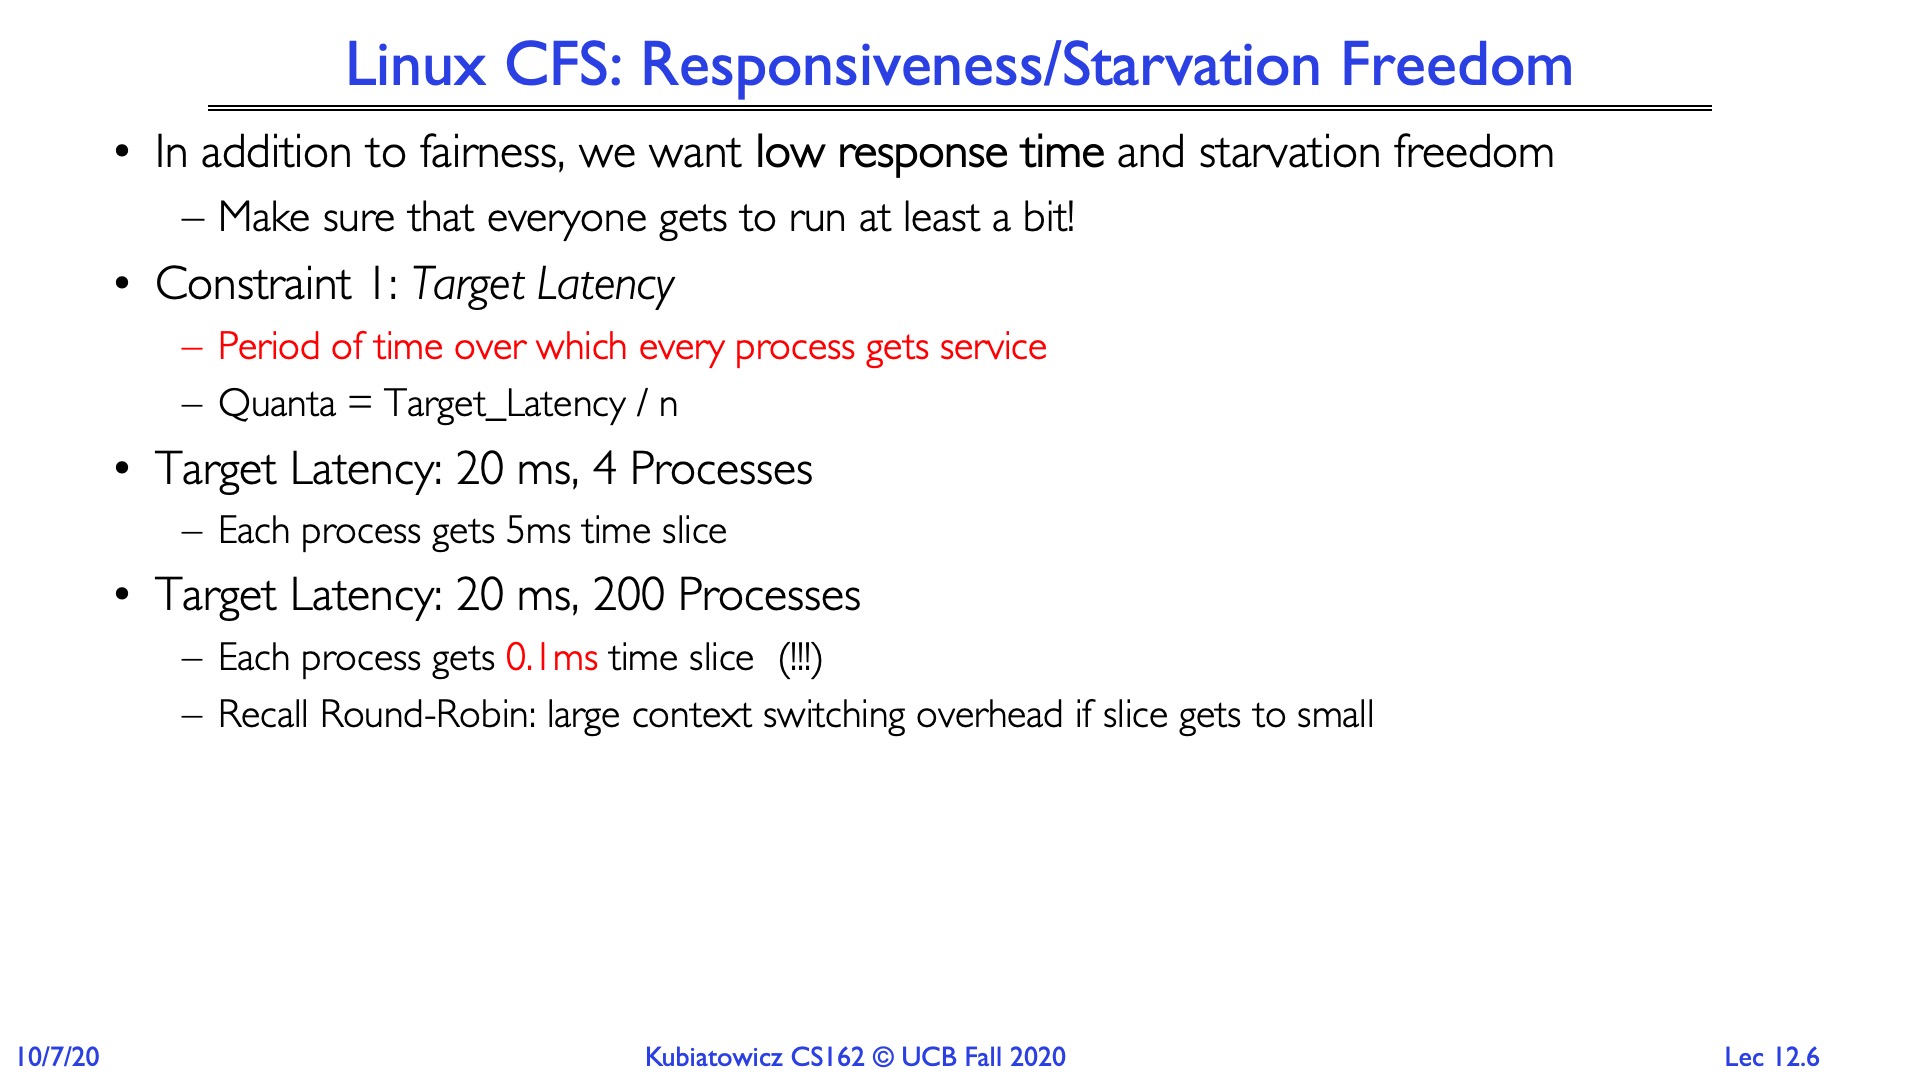 Linux CFS: Responsiveness/Starvation Freedom
• In addition to fairness, we want low response time and starvation freedom
– Make sure that everyone gets to run at least a bit!
• Constraint 1: Target Latency
– Period of time over which every process gets service
– Quanta = Target_Latency / n
• Target Latency: 20 ms, 4 Processes
– Each process gets 5ms time slice
• Target Latency: 20 ms, 200 Processes
– Each process gets 0.1ms time slice (!!!)
– Recall Round-Robin: large context switching overhead if slice gets to small
10/7/20
Kubiatowicz CS162 © UCB Fall 2020
Lec 12.6